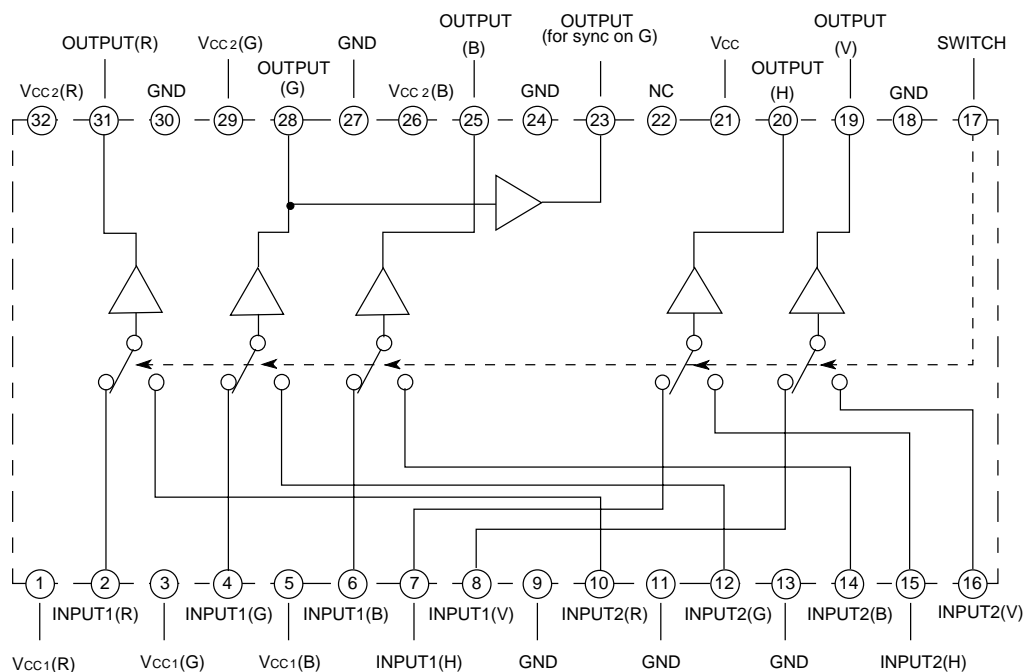 OUTPUT(R)
VCC2(G)
OUTPUT
(G)
GND
OUTPUT
(B)
OUTPUT
(for sync on G)
VCC
OUTPUT
(H)
OUTPUT
(V)
SWITCH
VCC2(R)
GND
VCC2(B)
GND
NC
GND
32 31 30 29 28 27 26 25 24 23 22 21 20 19 18 17
1 2 3 4 5 6 7 8 9 10 11 12 13 14 15 16
INPUT1(R) INPUT1(G) INPUT1(B) INPUT1(V) INPUT2(R) INPUT2(G) INPUT2(B) INPUT2(V)
VCC1(R) VCC1(G) VCC1(B) INPUT1(H) GND GND GND INPUT2(H)